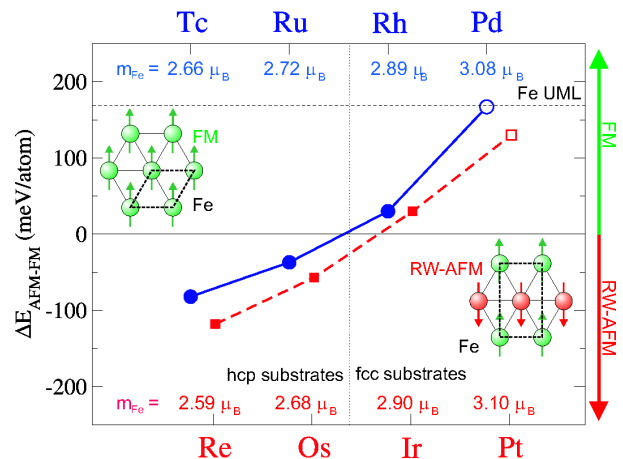 Tc Ru Rh Pd
m_Fe = 2.66 μ_B 2.72 μ_B 2.89 μ_B 3.08 μ_B
200
Fe UML
FM
Fe
100
0
-100
-200
ΔE_AFM-FM (meV/atom)
RW-AFM
Fe
hcp substrates fcc substrates
m_Fe = 2.59 μ_B 2.68 μ_B 2.90 μ_B 3.10 μ_B
Re Os Ir Pt
FM
RW-AFM